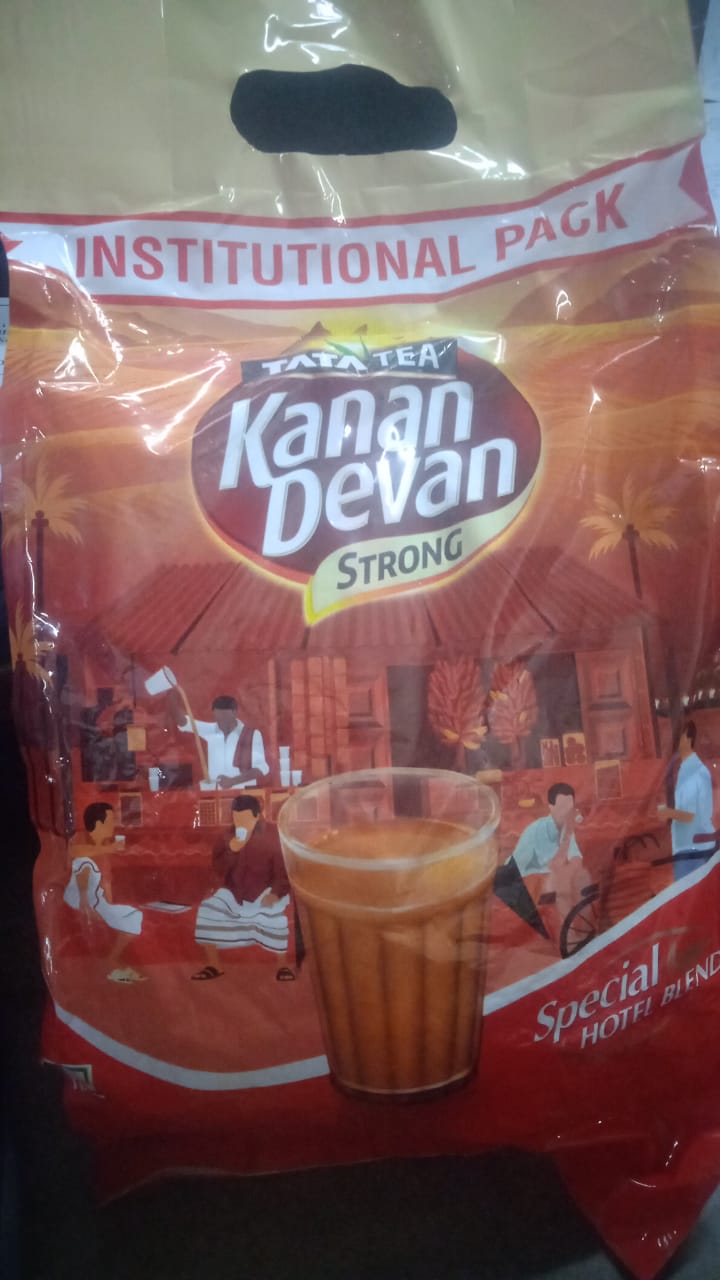 INSTITUTIONAL PACK
TATA TEA
Kanan
Devan
STRONG
Special
HOTEL BLEND